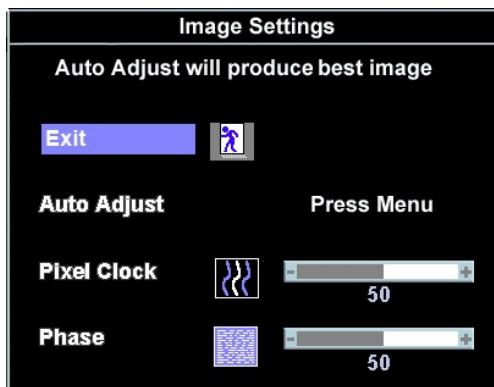 Image Settings
Auto Adjust will produce best image
Exit
Auto Adjust Press Menu
Pixel Clock - +
50
Phase - +
50